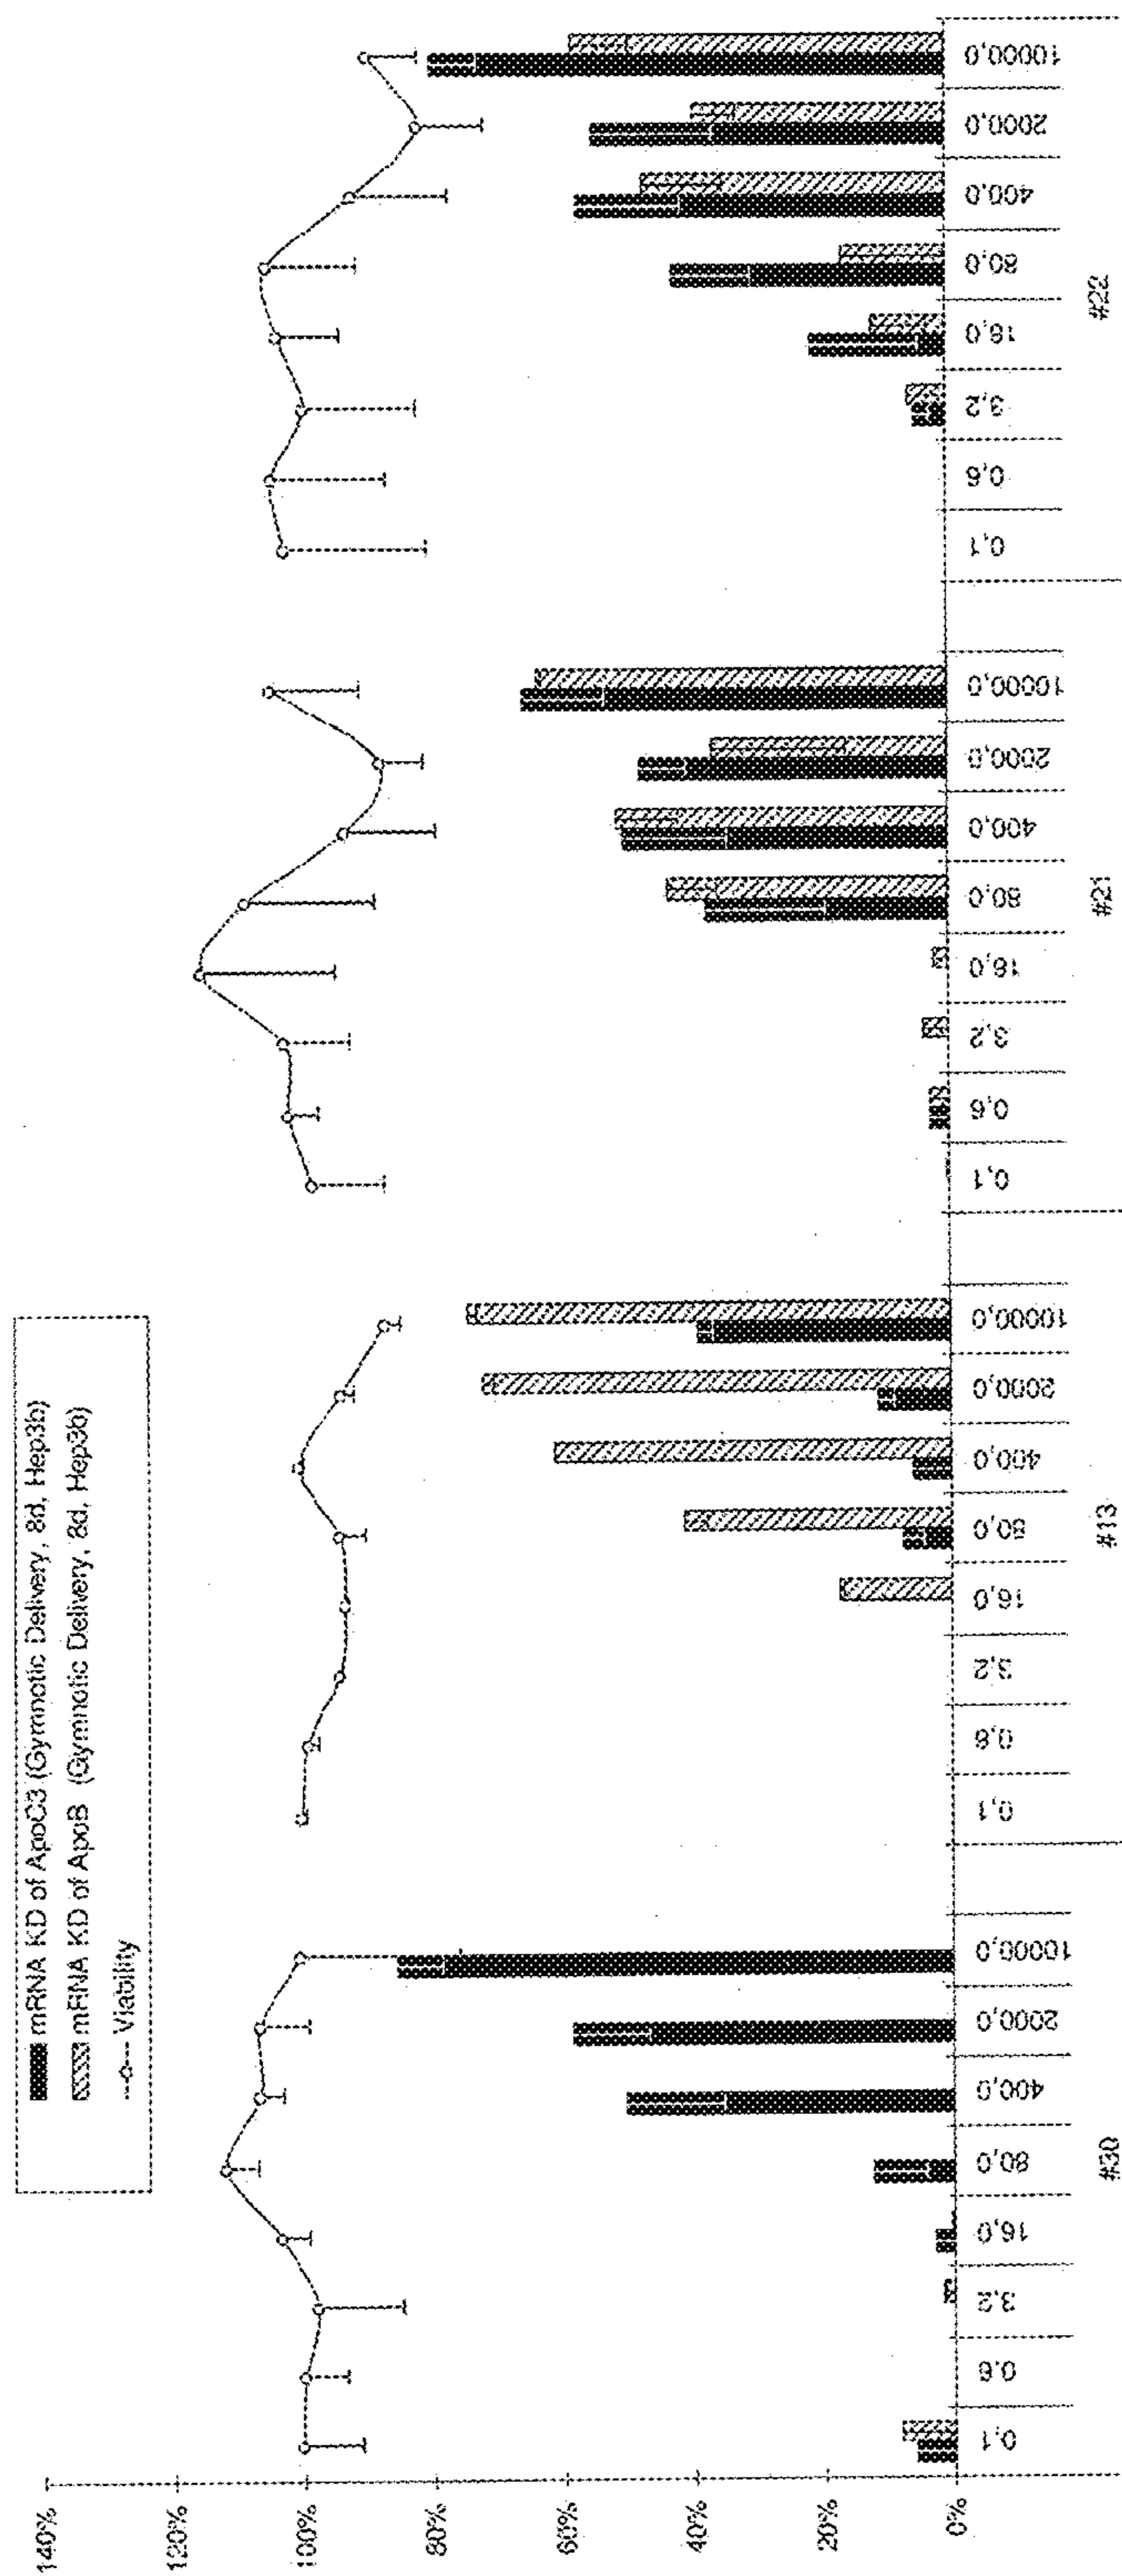 mRNA KD of ApoC3 (Gymnotic Delivery, 8d, Hep3b)
mRNA KD of ApoB (Gymnotic Delivery, 8d, Hep3b)
Viability
140%
120%
100%
80%
60%
40%
20%
0%
0,1 0,6 3,2 16,0 80,0 400,0 2000,0 10000,0 0,1 0,6 3,2 16,0 80,0 400,0 2000,0 10000,0 0,1 0,6 3,2 16,0 80,0 400,0 2000,0 10000,0 0,1 0,6 3,2 16,0 80,0 400,0 2000,0 10000,0
#30 #13 #21 #22